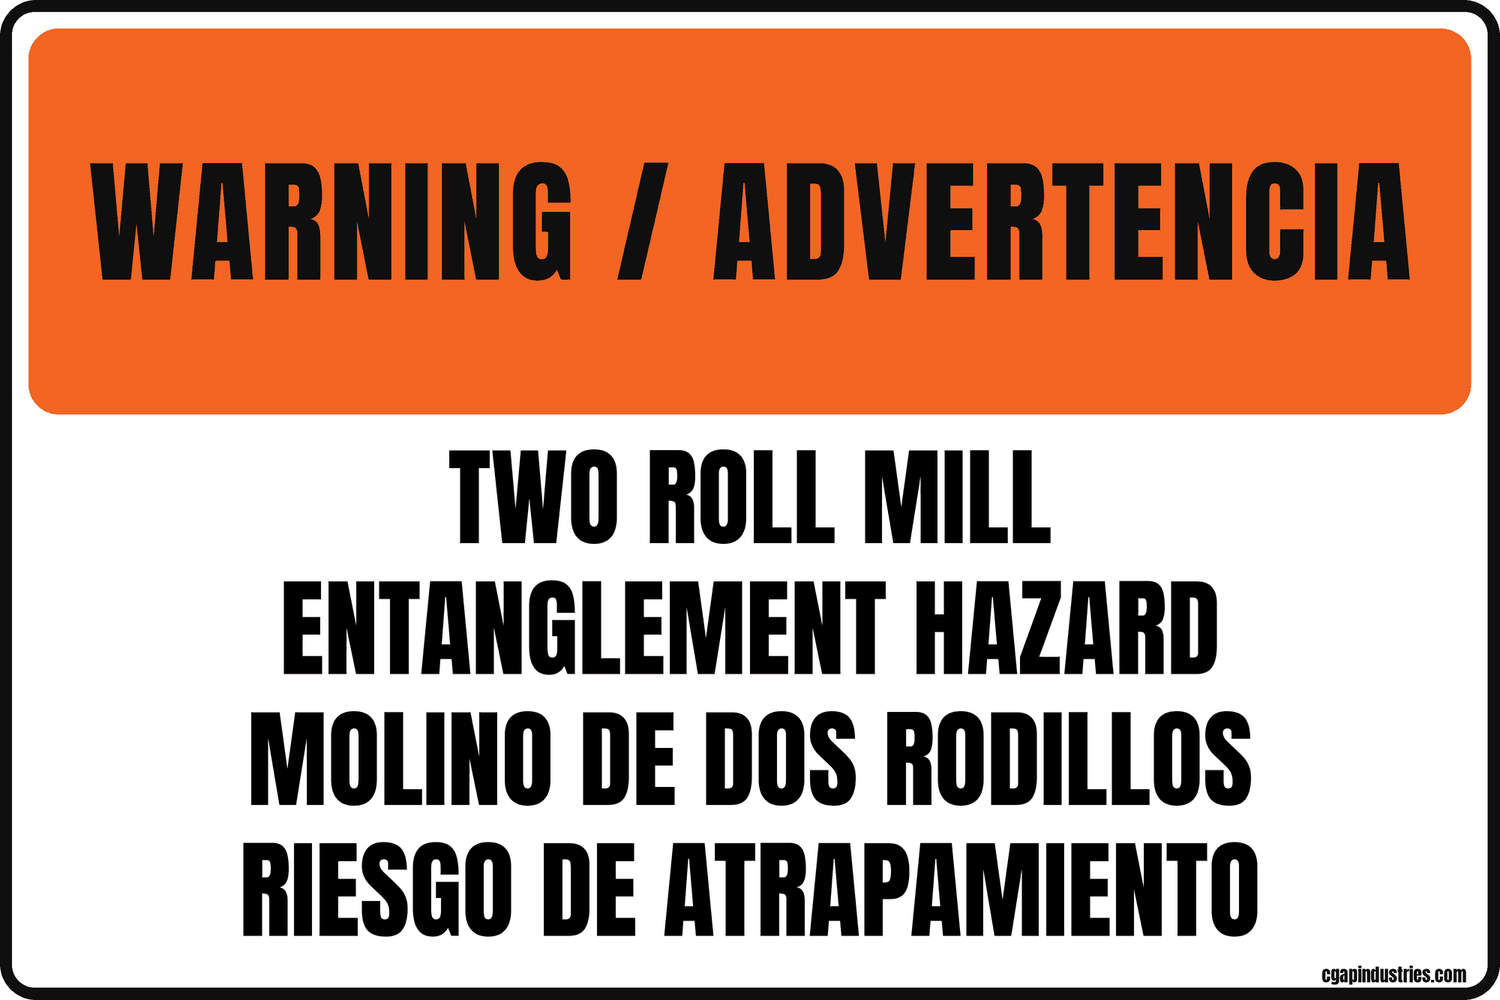 WARNING / ADVERTENCIA
TWO ROLL MILL
ENTANGLEMENT HAZARD
MOLINO DE DOS RODILLOS
RIESGO DE ATRAPAMIENTO
cgapindustries.com